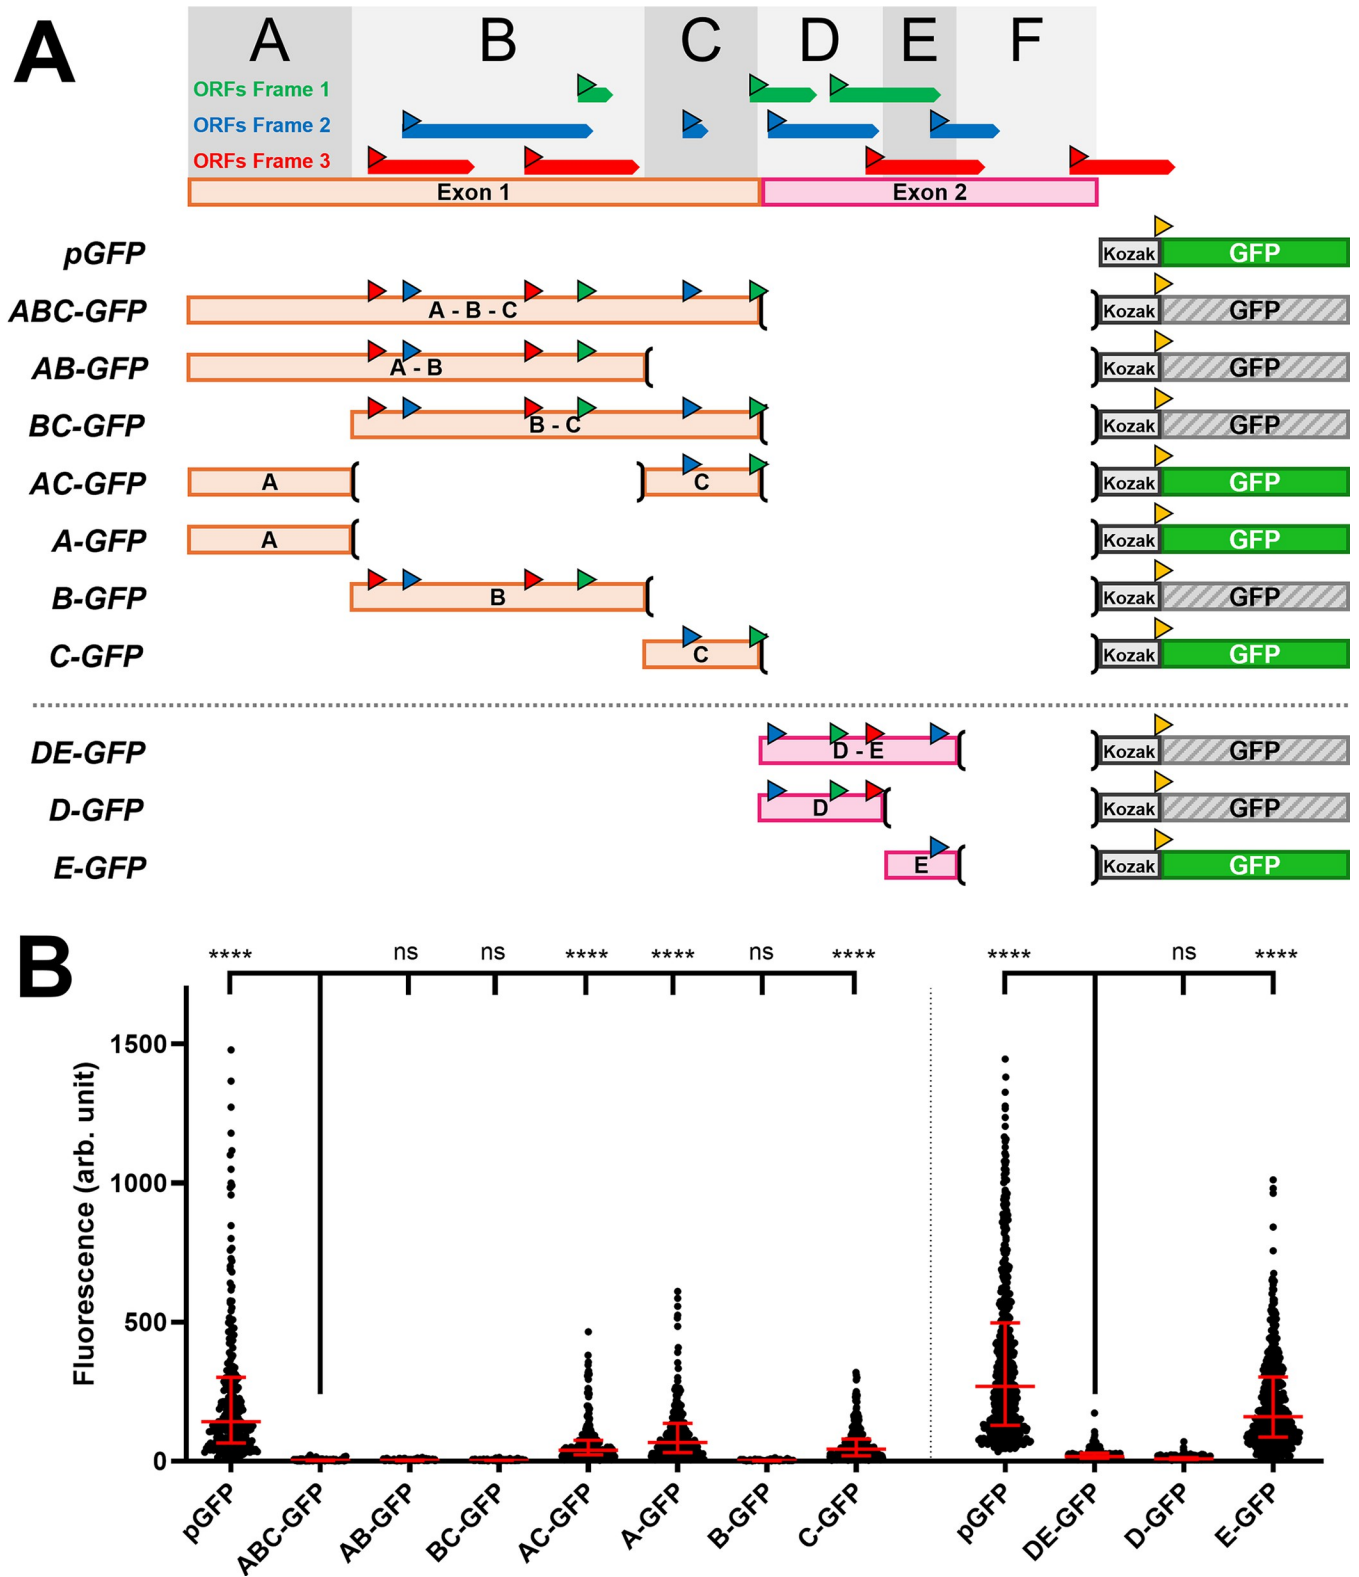 A
A B C D E F
ORFs Frame 1
ORFs Frame 2
ORFs Frame 3
Exon 1 Exon 2
pGFP Kozak GFP
ABC-GFP A - B - C Kozak GFP
AB-GFP A - B Kozak GFP
BC-GFP B - C Kozak GFP
AC-GFP A C Kozak GFP
A-GFP A Kozak GFP
B-GFP B Kozak GFP
C-GFP C Kozak GFP
DE-GFP D - E Kozak GFP
D-GFP D Kozak GFP
E-GFP E Kozak GFP
B
**** ns ns **** **** ns **** **** ns ****
Fluorescence (arb. unit)
1500
1000
500
0
pGFP ABC-GFP AB-GFP BC-GFP AC-GFP A-GFP B-GFP C-GFP pGFP DE-GFP D-GFP E-GFP